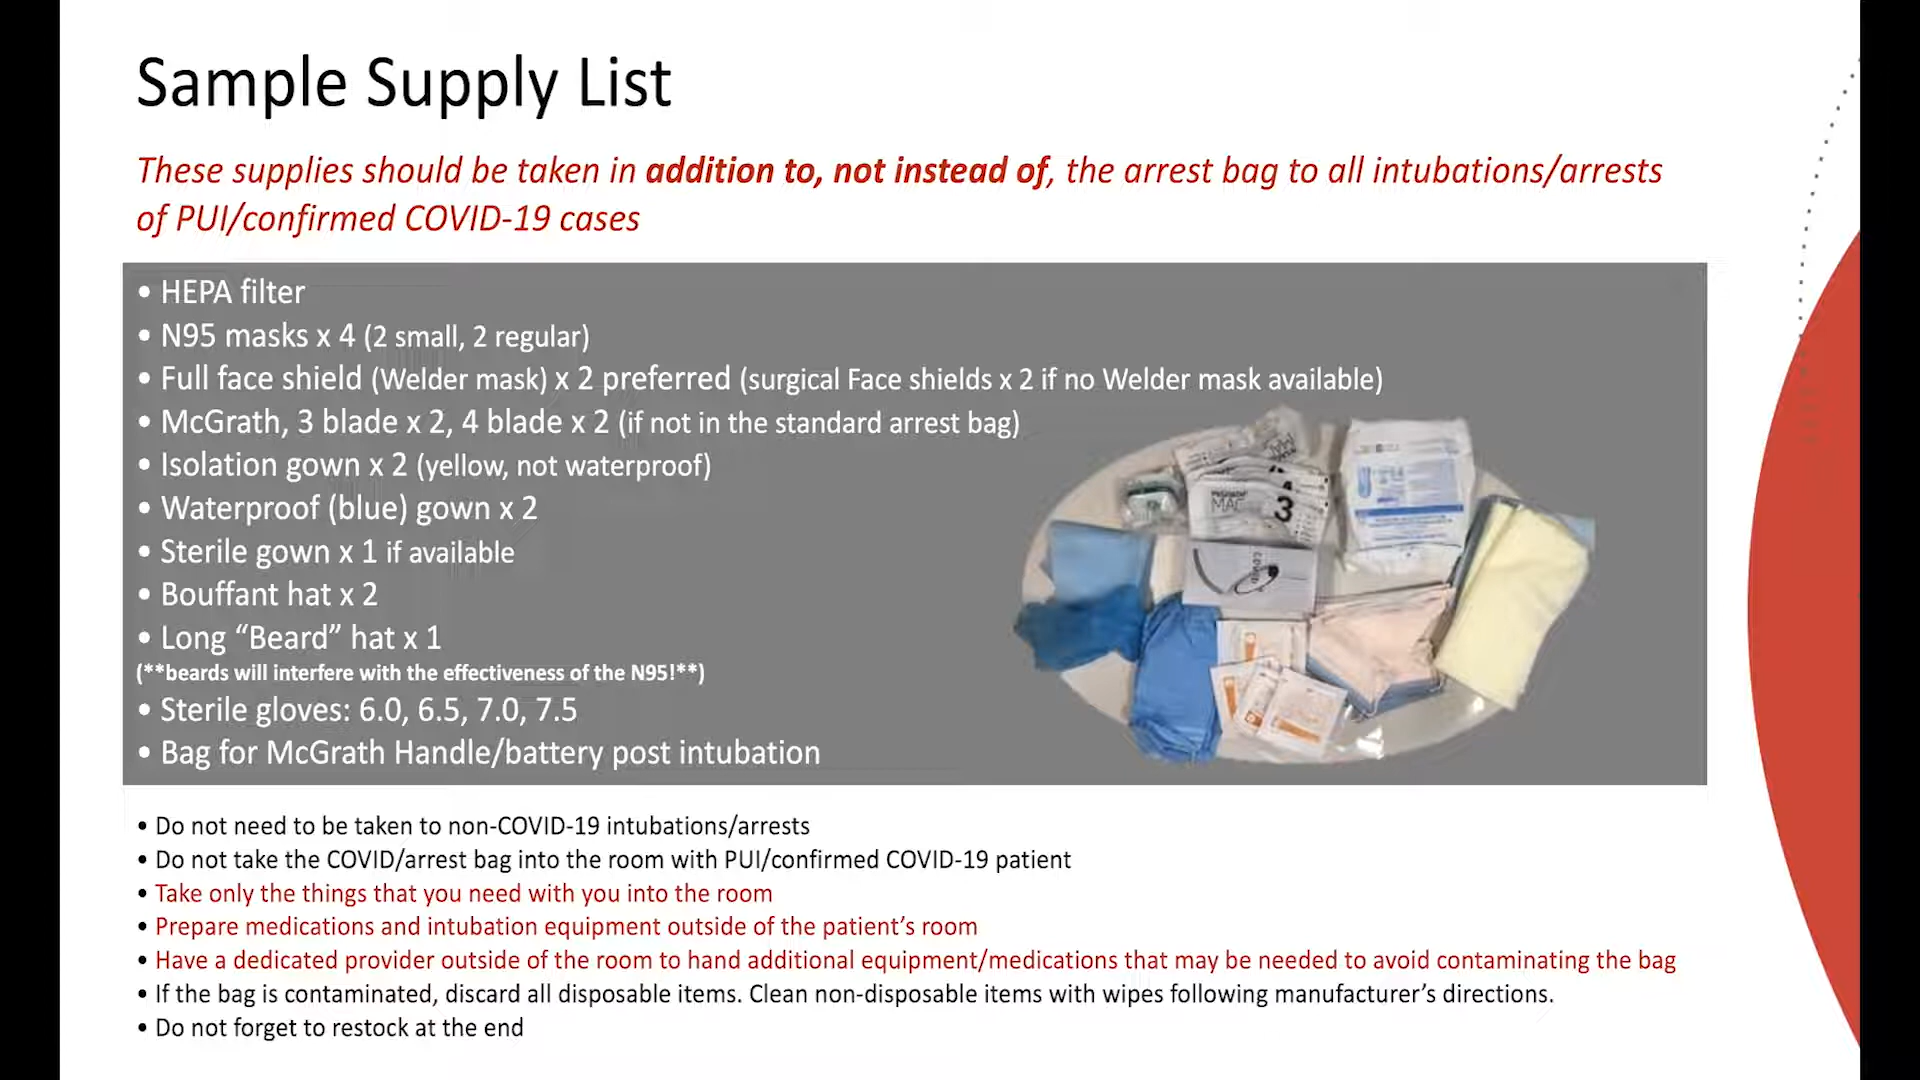 Sample Supply List
These supplies should be taken in addition to, not instead of, the arrest bag to all intubations/arrests
of PUI/confirmed COVID-19 cases
• HEPA filter
• N95 masks x 4 (2 small, 2 regular)
• Full face shield (Welder mask) x 2 preferred (surgical Face shields x 2 if no Welder mask available)
• McGrath, 3 blade x 2, 4 blade x 2 (if not in the standard arrest bag)
• Isolation gown x 2 (yellow, not waterproof)
• Waterproof (blue) gown x 2
• Sterile gown x 1 if available
• Bouffant hat x 2
• Long “Beard” hat x 1
(**beards will interfere with the effectiveness of the N95!**)
• Sterile gloves: 6.0, 6.5, 7.0, 7.5
• Bag for McGrath Handle/battery post intubation
MAC 3
• Do not need to be taken to non-COVID-19 intubations/arrests
• Do not take the COVID/arrest bag into the room with PUI/confirmed COVID-19 patient
• Take only the things that you need with you into the room
• Prepare medications and intubation equipment outside of the patient’s room
• Have a dedicated provider outside of the room to hand additional equipment/medications that may be needed to avoid contaminating the bag
• If the bag is contaminated, discard all disposable items. Clean non-disposable items with wipes following manufacturer’s directions.
• Do not forget to restock at the end